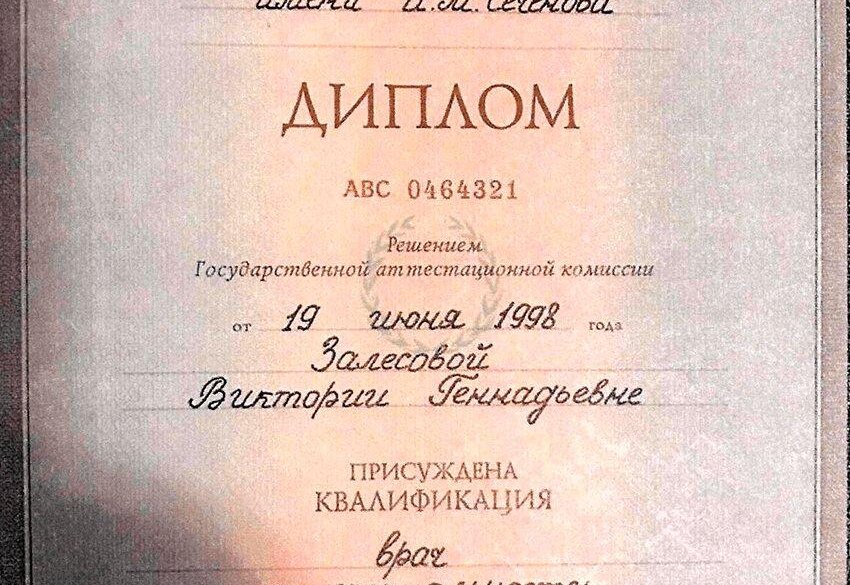 имени И.М.Сеченова
ДИПЛОМ
АВС 0464321
Решением
Государственной аттестационной комиссии
от 19 июня 1998 года
Залесовой
Виктории Геннадьевне
ПРИСУЖДЕНА
КВАЛИФИКАЦИЯ
врач